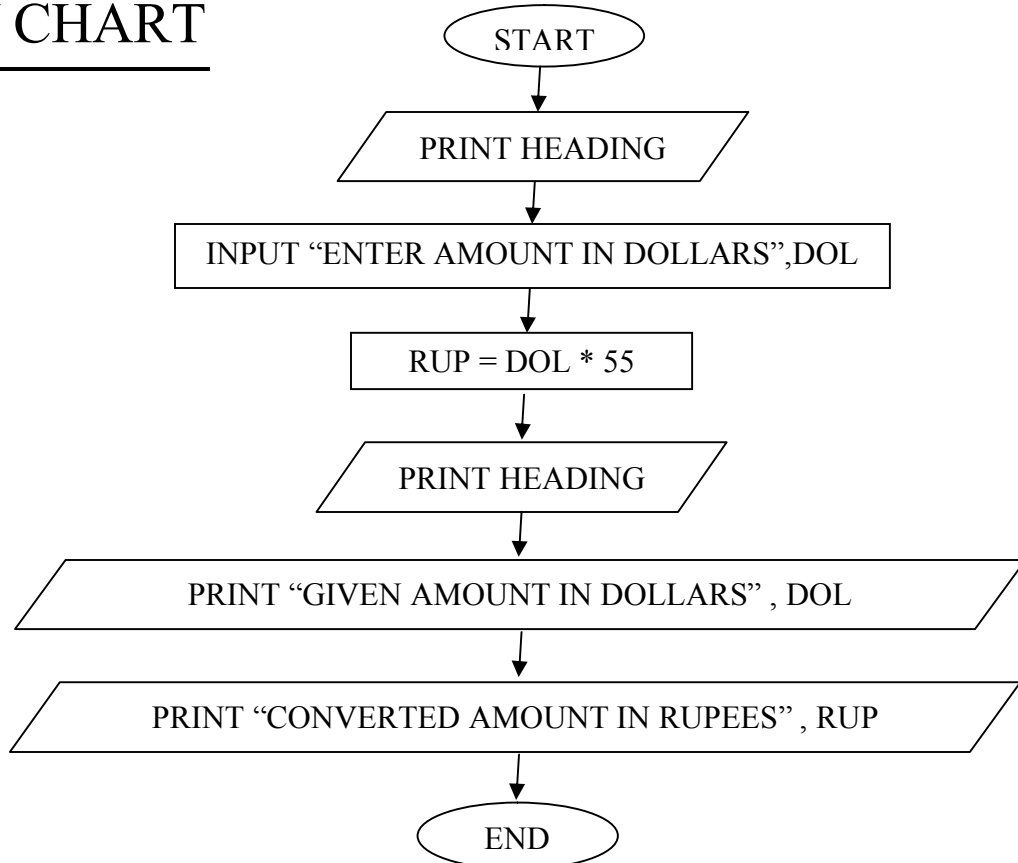 CHART
START
PRINT HEADING
INPUT “ENTER AMOUNT IN DOLLARS”,DOL
RUP = DOL * 55
PRINT HEADING
PRINT “GIVEN AMOUNT IN DOLLARS” , DOL
PRINT “CONVERTED AMOUNT IN RUPEES” , RUP
END